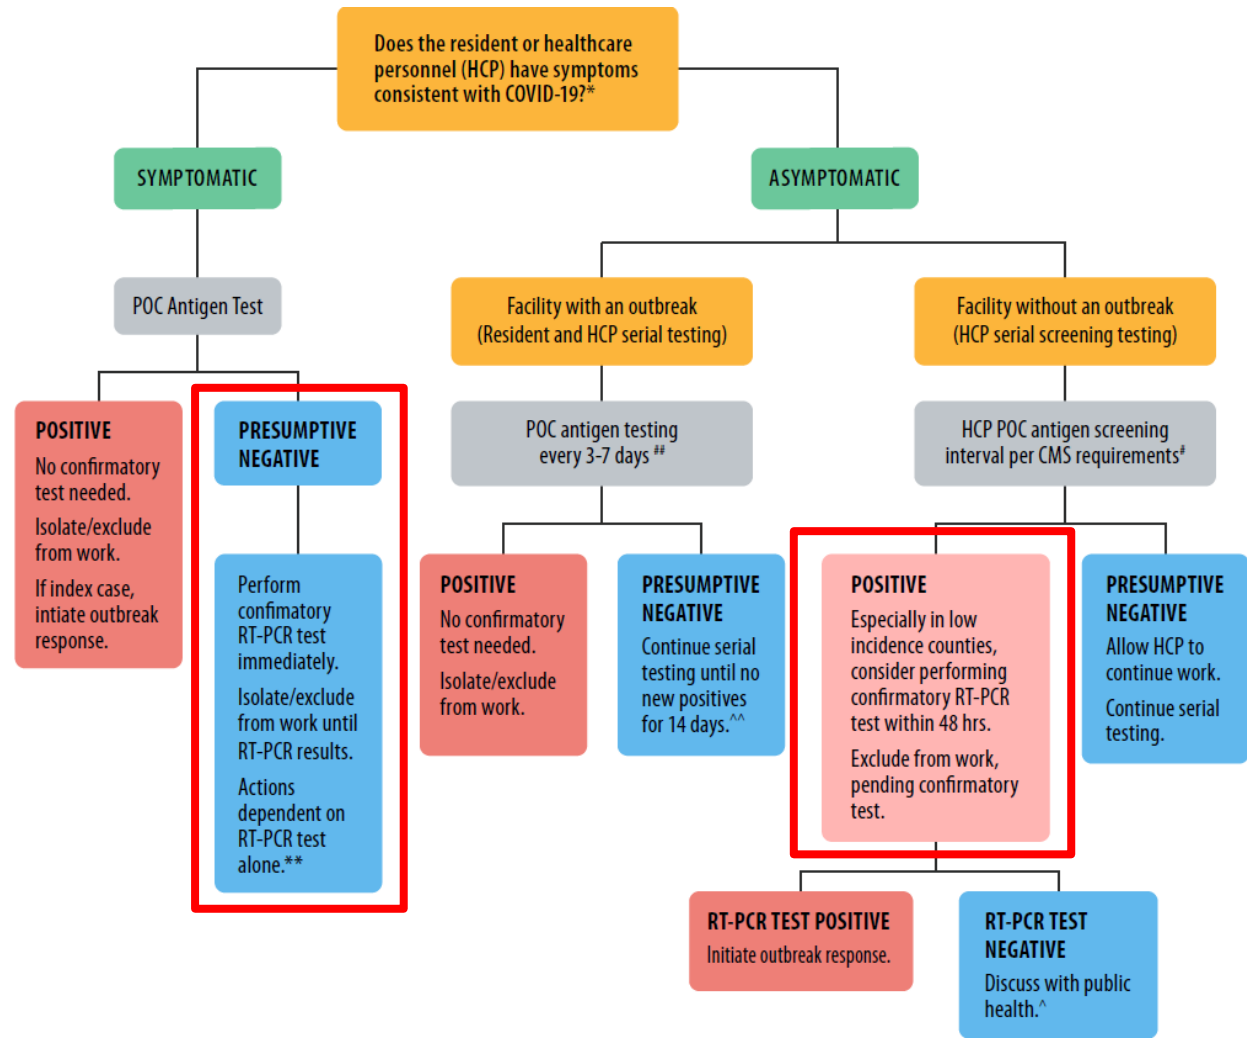 Does the resident or healthcare
personnel (HCP) have symptoms
consistent with COVID-19?*
SYMPTOMATIC
ASYMPTOMATIC
POC Antigen Test
Facility with an outbreak
(Resident and HCP serial testing)
Facility without an outbreak
(HCP serial screening testing)
POSITIVE
No confirmatory
test needed.
Isolate/exclude
from work.
If index case,
intiate outbreak
response.
PRESUMPTIVE
NEGATIVE
Perform
confimatory
RT-PCR test
immediately.
Isolate/exclude
from work until
RT-PCR results.
Actions
dependent on
RT-PCR test
alone.**
POC antigen testing
every 3-7 days ##
HCP POC antigen screening
interval per CMS requirements#
POSITIVE
No confirmatory
test needed.
Isolate/exclude
from work.
PRESUMPTIVE
NEGATIVE
Continue serial
testing until no
new positives
for 14 days.^^
POSITIVE
Especially in low
incidence counties,
consider performing
confirmatory RT-PCR
test within 48 hrs.
Exclude from work,
pending confirmatory
test.
PRESUMPTIVE
NEGATIVE
Allow HCP to
continue work.
Continue serial
testing.
RT-PCR TEST POSITIVE
Initiate outbreak response.
RT-PCR TEST
NEGATIVE
Discuss with public
health.^